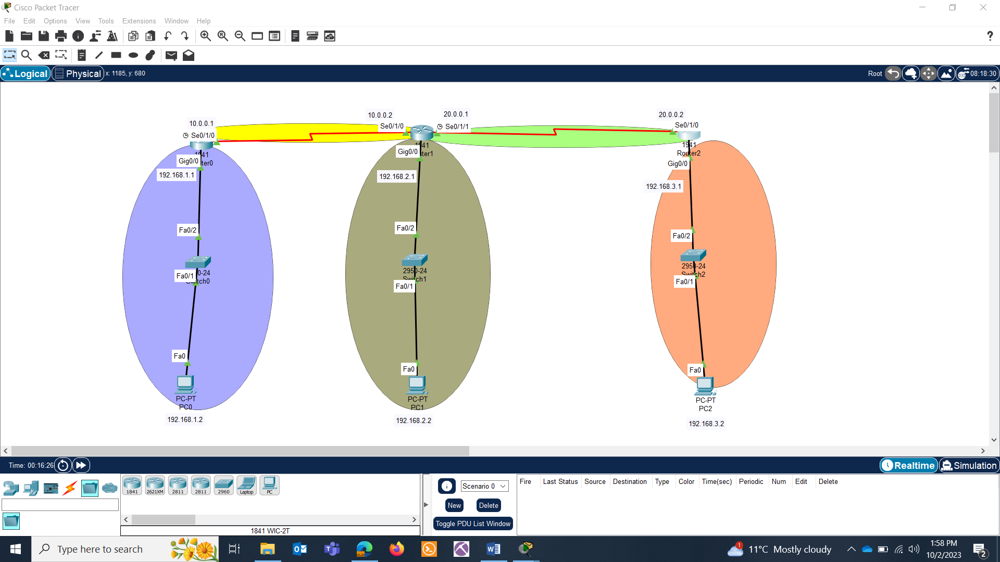 Cisco Packet Tracer
File Edit Options View Tools Extensions Window Help
?
Logical Physical x: 1185, y: 680 Root 08:18:30
10.0.0.1
10.0.0.2
20.0.0.1
20.0.0.2
Se0/1/0
Se0/1/0
Se0/1/1
Se0/1/0
41
ter0
Gig0/0
192.168.1.1
1941
ter1
Gig0/0
192.168.2.1
1941
Router2
Gig0/0
192.168.3.1
Fa0/2
Fa0/2
Fa0/2
0-24
Switch0
Fa0/1
2950-24
Switch1
Fa0/1
2950-24
Switch2
Fa0/1
Fa0
Fa0
Fa0
PC-PT
PC0
192.168.1.2
PC-PT
PC1
192.168.2.2
PC-PT
PC2
192.168.3.2
Time: 00:16:26 Realtime Simulation
1841 2621XM 2811 2811 2960 Laptop PC
1841 WIC-2T
Scenario 0
New Delete
Toggle PDU List Window
Fire Last Status Source Destination Type Color Time(sec) Periodic Num Edit Delete
Type here to search
1 11°C Mostly cloudy
1:58 PM
10/2/2023
2